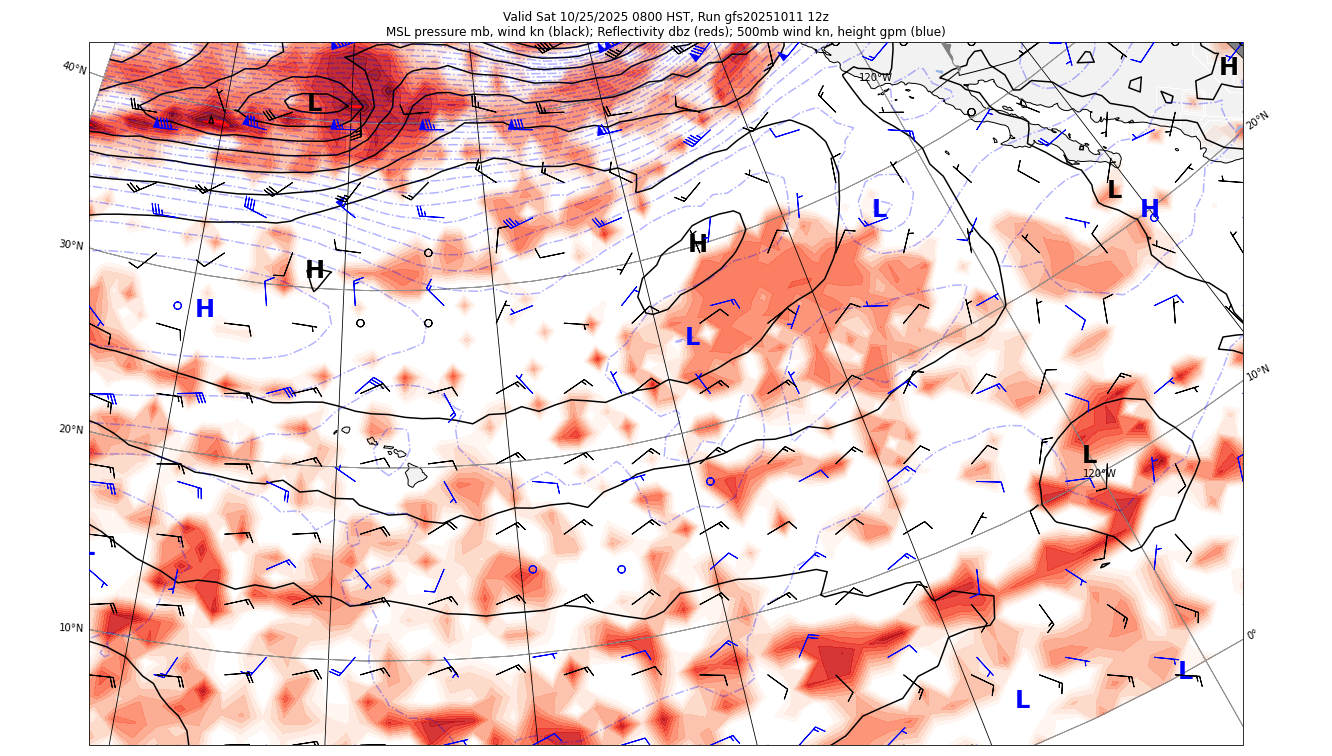 Valid Sat 10/25/2025 0800 HST, Run gfs20251011 12z
MSL pressure mb, wind kn (black); Reflectivity dbz (reds); 500mb wind kn, height gpm (blue)
40°N
120°W
H
20°N
L
L
L
H
H
30°N
H
H
L
L
10°N
20°N
L
120°W
10°N
0°
L
L